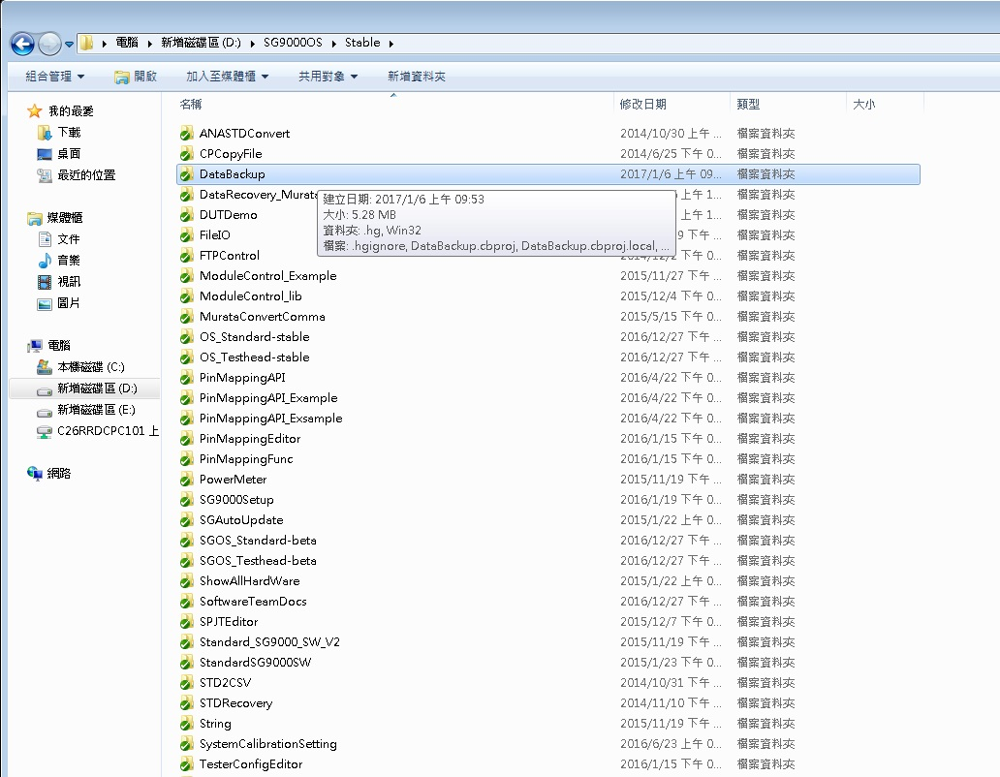 電腦 ▸ 新增磁碟區 (D:) ▸ SG9000OS ▸ Stable ▸
組合管理 開啟 加入至媒體櫃 共用對象 新增資料夾
我的最愛
下載
桌面
最近的位置
媒體櫃
文件
音樂
視訊
圖片
電腦
本機磁碟 (C:)
新增磁碟區 (D:)
新增磁碟區 (E:)
C26RRDCPC101 上
網路
名稱 修改日期 類型 大小
ANASTDConvert 2014/10/30 上午 ... 檔案資料夾
CPCopyFile 2014/6/25 下午 0... 檔案資料夾
DataBackup 2017/1/6 上午 09... 檔案資料夾
DataRecovery_Murata 上午 1... 檔案資料夾
DUTDemo 上午 1... 檔案資料夾
FileIO 9 下午 0... 檔案資料夾
FTPControl 2014/12/2 下午 0... 檔案資料夾
建立日期: 2017/1/6 上午 09:53
大小: 5.28 MB
資料夾: .hg, Win32
檔案: .hgignore, DataBackup.cbproj, DataBackup.cbproj.local, ...
ModuleControl_Example 2015/11/27 下午 ... 檔案資料夾
ModuleControl_lib 2015/12/4 下午 0... 檔案資料夾
MurataConvertComma 2015/5/15 下午 0... 檔案資料夾
OS_Standard-stable 2016/12/27 下午 ... 檔案資料夾
OS_Testhead-stable 2016/12/27 下午 ... 檔案資料夾
PinMappingAPI 2016/4/22 下午 0... 檔案資料夾
PinMappingAPI_Example 2016/4/22 下午 0... 檔案資料夾
PinMappingAPI_Exsample 2016/4/22 下午 0... 檔案資料夾
PinMappingEditor 2016/1/15 下午 0... 檔案資料夾
PinMappingFunc 2016/1/15 下午 0... 檔案資料夾
PowerMeter 2015/11/19 下午 ... 檔案資料夾
SG9000Setup 2016/1/19 下午 0... 檔案資料夾
SGAutoUpdate 2015/1/22 上午 0... 檔案資料夾
SGOS_Standard-beta 2016/12/27 下午 ... 檔案資料夾
SGOS_Testhead-beta 2016/12/27 下午 ... 檔案資料夾
ShowAllHardWare 2015/1/22 上午 0... 檔案資料夾
SoftwareTeamDocs 2016/12/27 下午 ... 檔案資料夾
SPJTEditor 2015/12/7 下午 0... 檔案資料夾
Standard_SG9000_SW_V2 2015/11/19 下午 ... 檔案資料夾
StandardSG9000SW 2015/1/23 下午 0... 檔案資料夾
STD2CSV 2014/10/31 下午 ... 檔案資料夾
STDRecovery 2014/11/10 下午 ... 檔案資料夾
String 2015/11/19 下午 ... 檔案資料夾
SystemCalibrationSetting 2016/6/23 上午 0... 檔案資料夾
TesterConfigEditor 2016/1/15 下午 0... 檔案資料夾